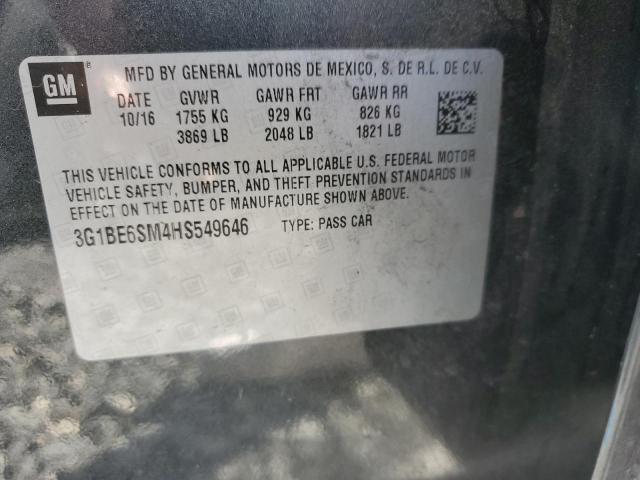 GM
MFD BY GENERAL MOTORS DE MEXICO, S. DE R.L. DE C.V.
DATE GVWR GAWR FRT GAWR RR
10/16 1755 KG 929 KG 826 KG
3869 LB 2048 LB 1821 LB
THIS VEHICLE CONFORMS TO ALL APPLICABLE U.S. FEDERAL MOTOR
VEHICLE SAFETY, BUMPER, AND THEFT PREVENTION STANDARDS IN
EFFECT ON THE DATE OF MANUFACTURE SHOWN ABOVE.
3G1BE6SM4HS549646 TYPE: PASS CAR